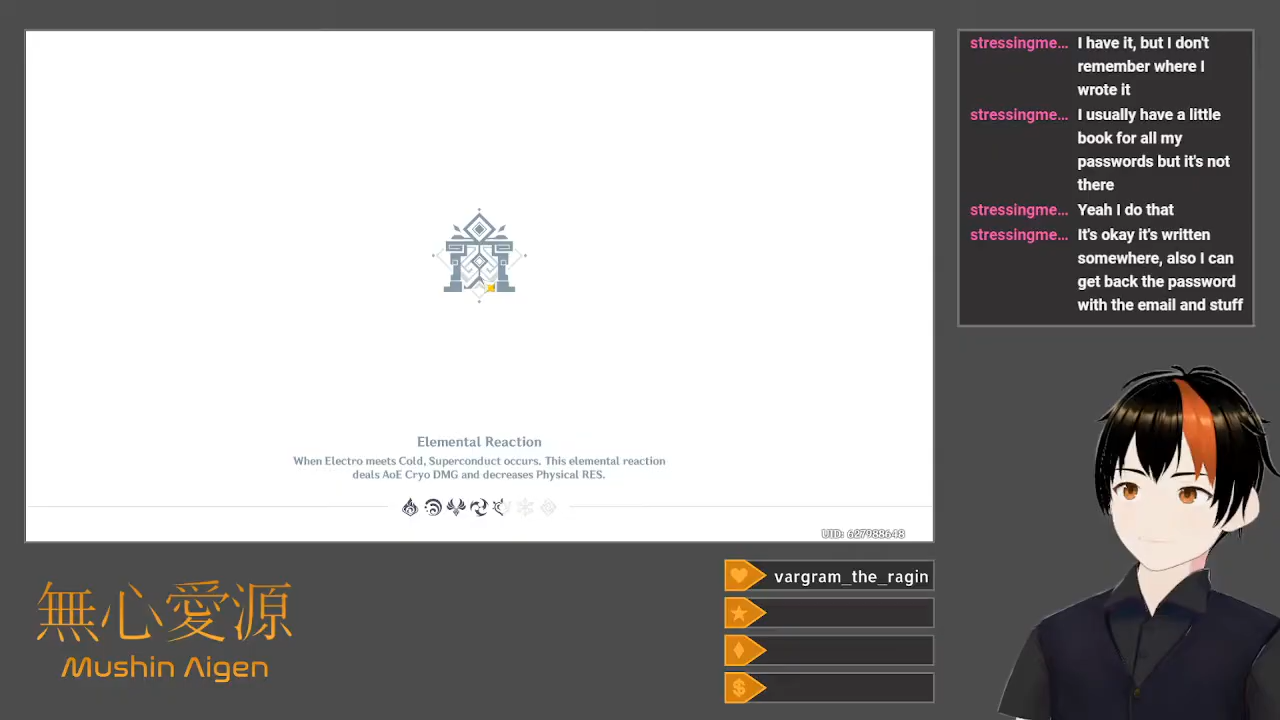 stressingme... I have it, but I don't
remember where I
wrote it
stressingme... I usually have a little
book for all my
passwords but it's not
there
stressingme... Yeah I do that
stressingme... It's okay it's written
somewhere, also I can
get back the password
with the email and stuff
Elemental Reaction
When Electro meets Cold, Superconduct occurs. This elemental reaction
deals AoE Cryo DMG and decreases Physical RES.
UID: 627988648
無心愛源
Mushin Aigen
vargram_the_ragin